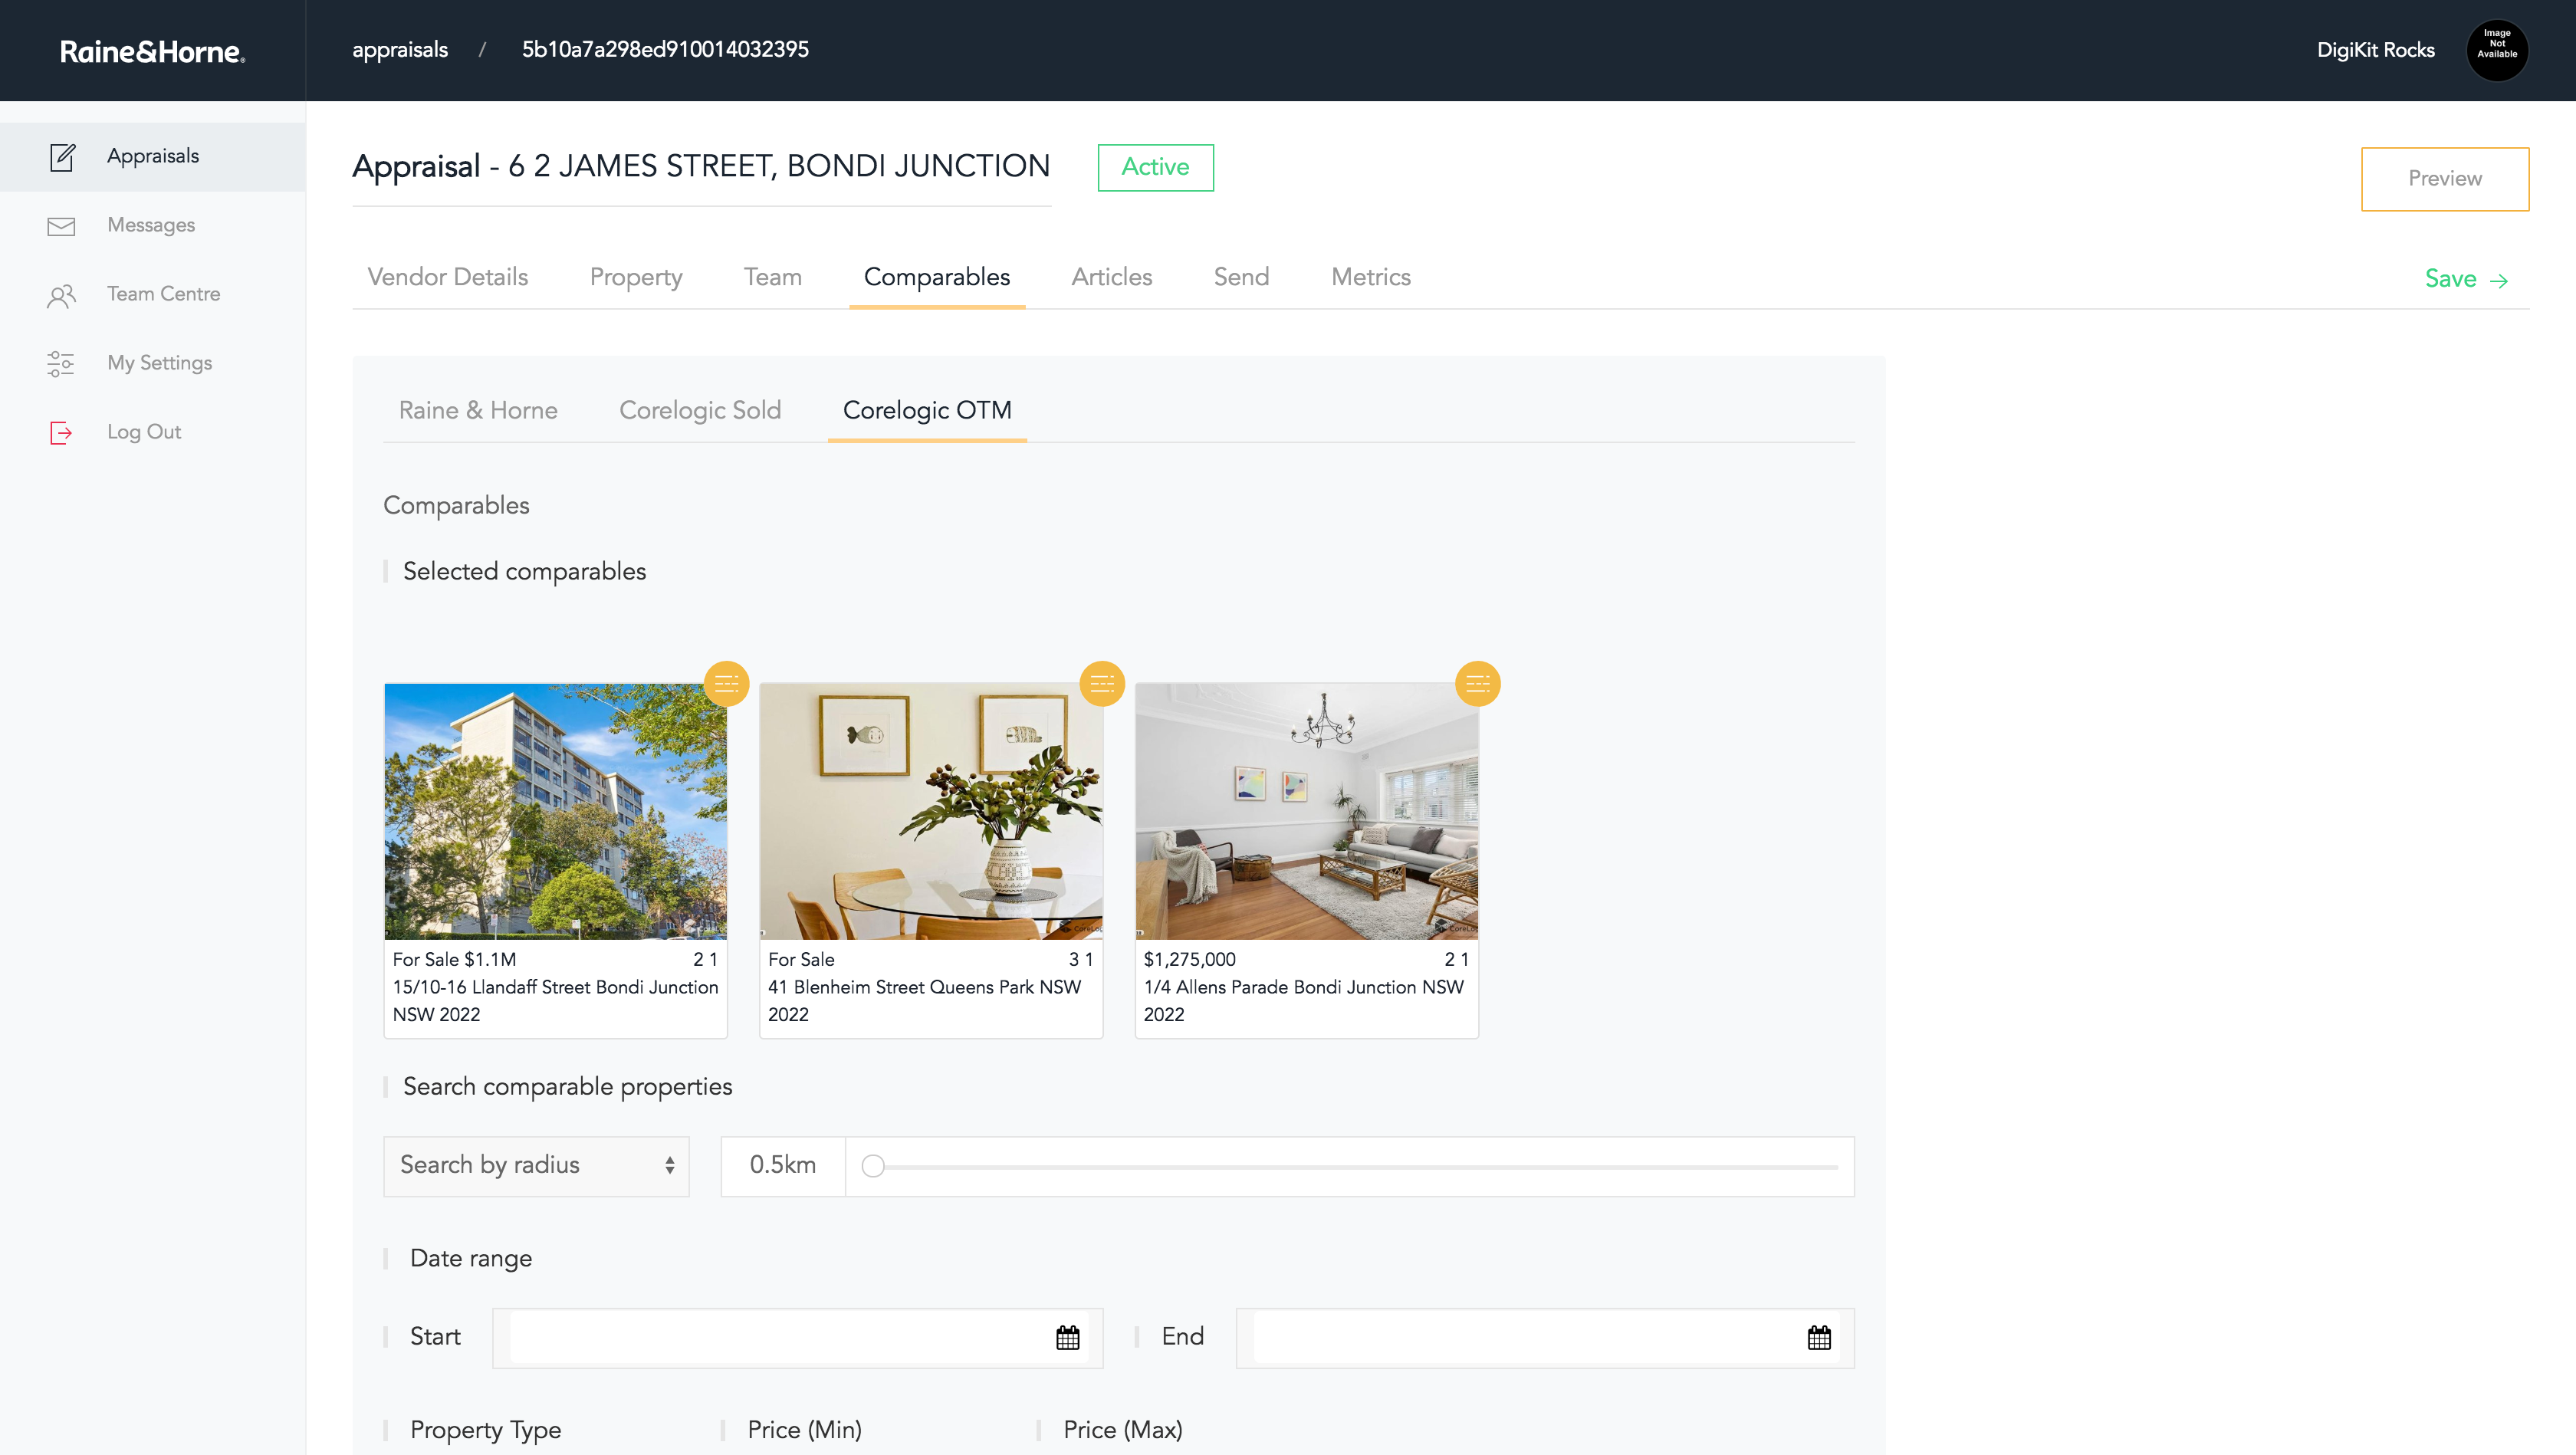 Raine&Horne
appraisals / 5b10a7a298ed910014032395
DigiKit Rocks
Image
Not
Available
Appraisals
Messages
Team Centre
My Settings
Log Out
Appraisal - 6 2 JAMES STREET, BONDI JUNCTION
Active
Preview
Vendor Details Property Team Comparables Articles Send Metrics
Save
Raine & Horne Corelogic Sold Corelogic OTM
Comparables
Selected comparables
For Sale $1.1M 2 1
15/10-16 Llandaff Street Bondi Junction
NSW 2022
For Sale 3 1
41 Blenheim Street Queens Park NSW
2022
$1,275,000 2 1
1/4 Allens Parade Bondi Junction NSW
2022
Search comparable properties
Search by radius 0.5km
Date range
Start End
Property Type Price (Min) Price (Max)